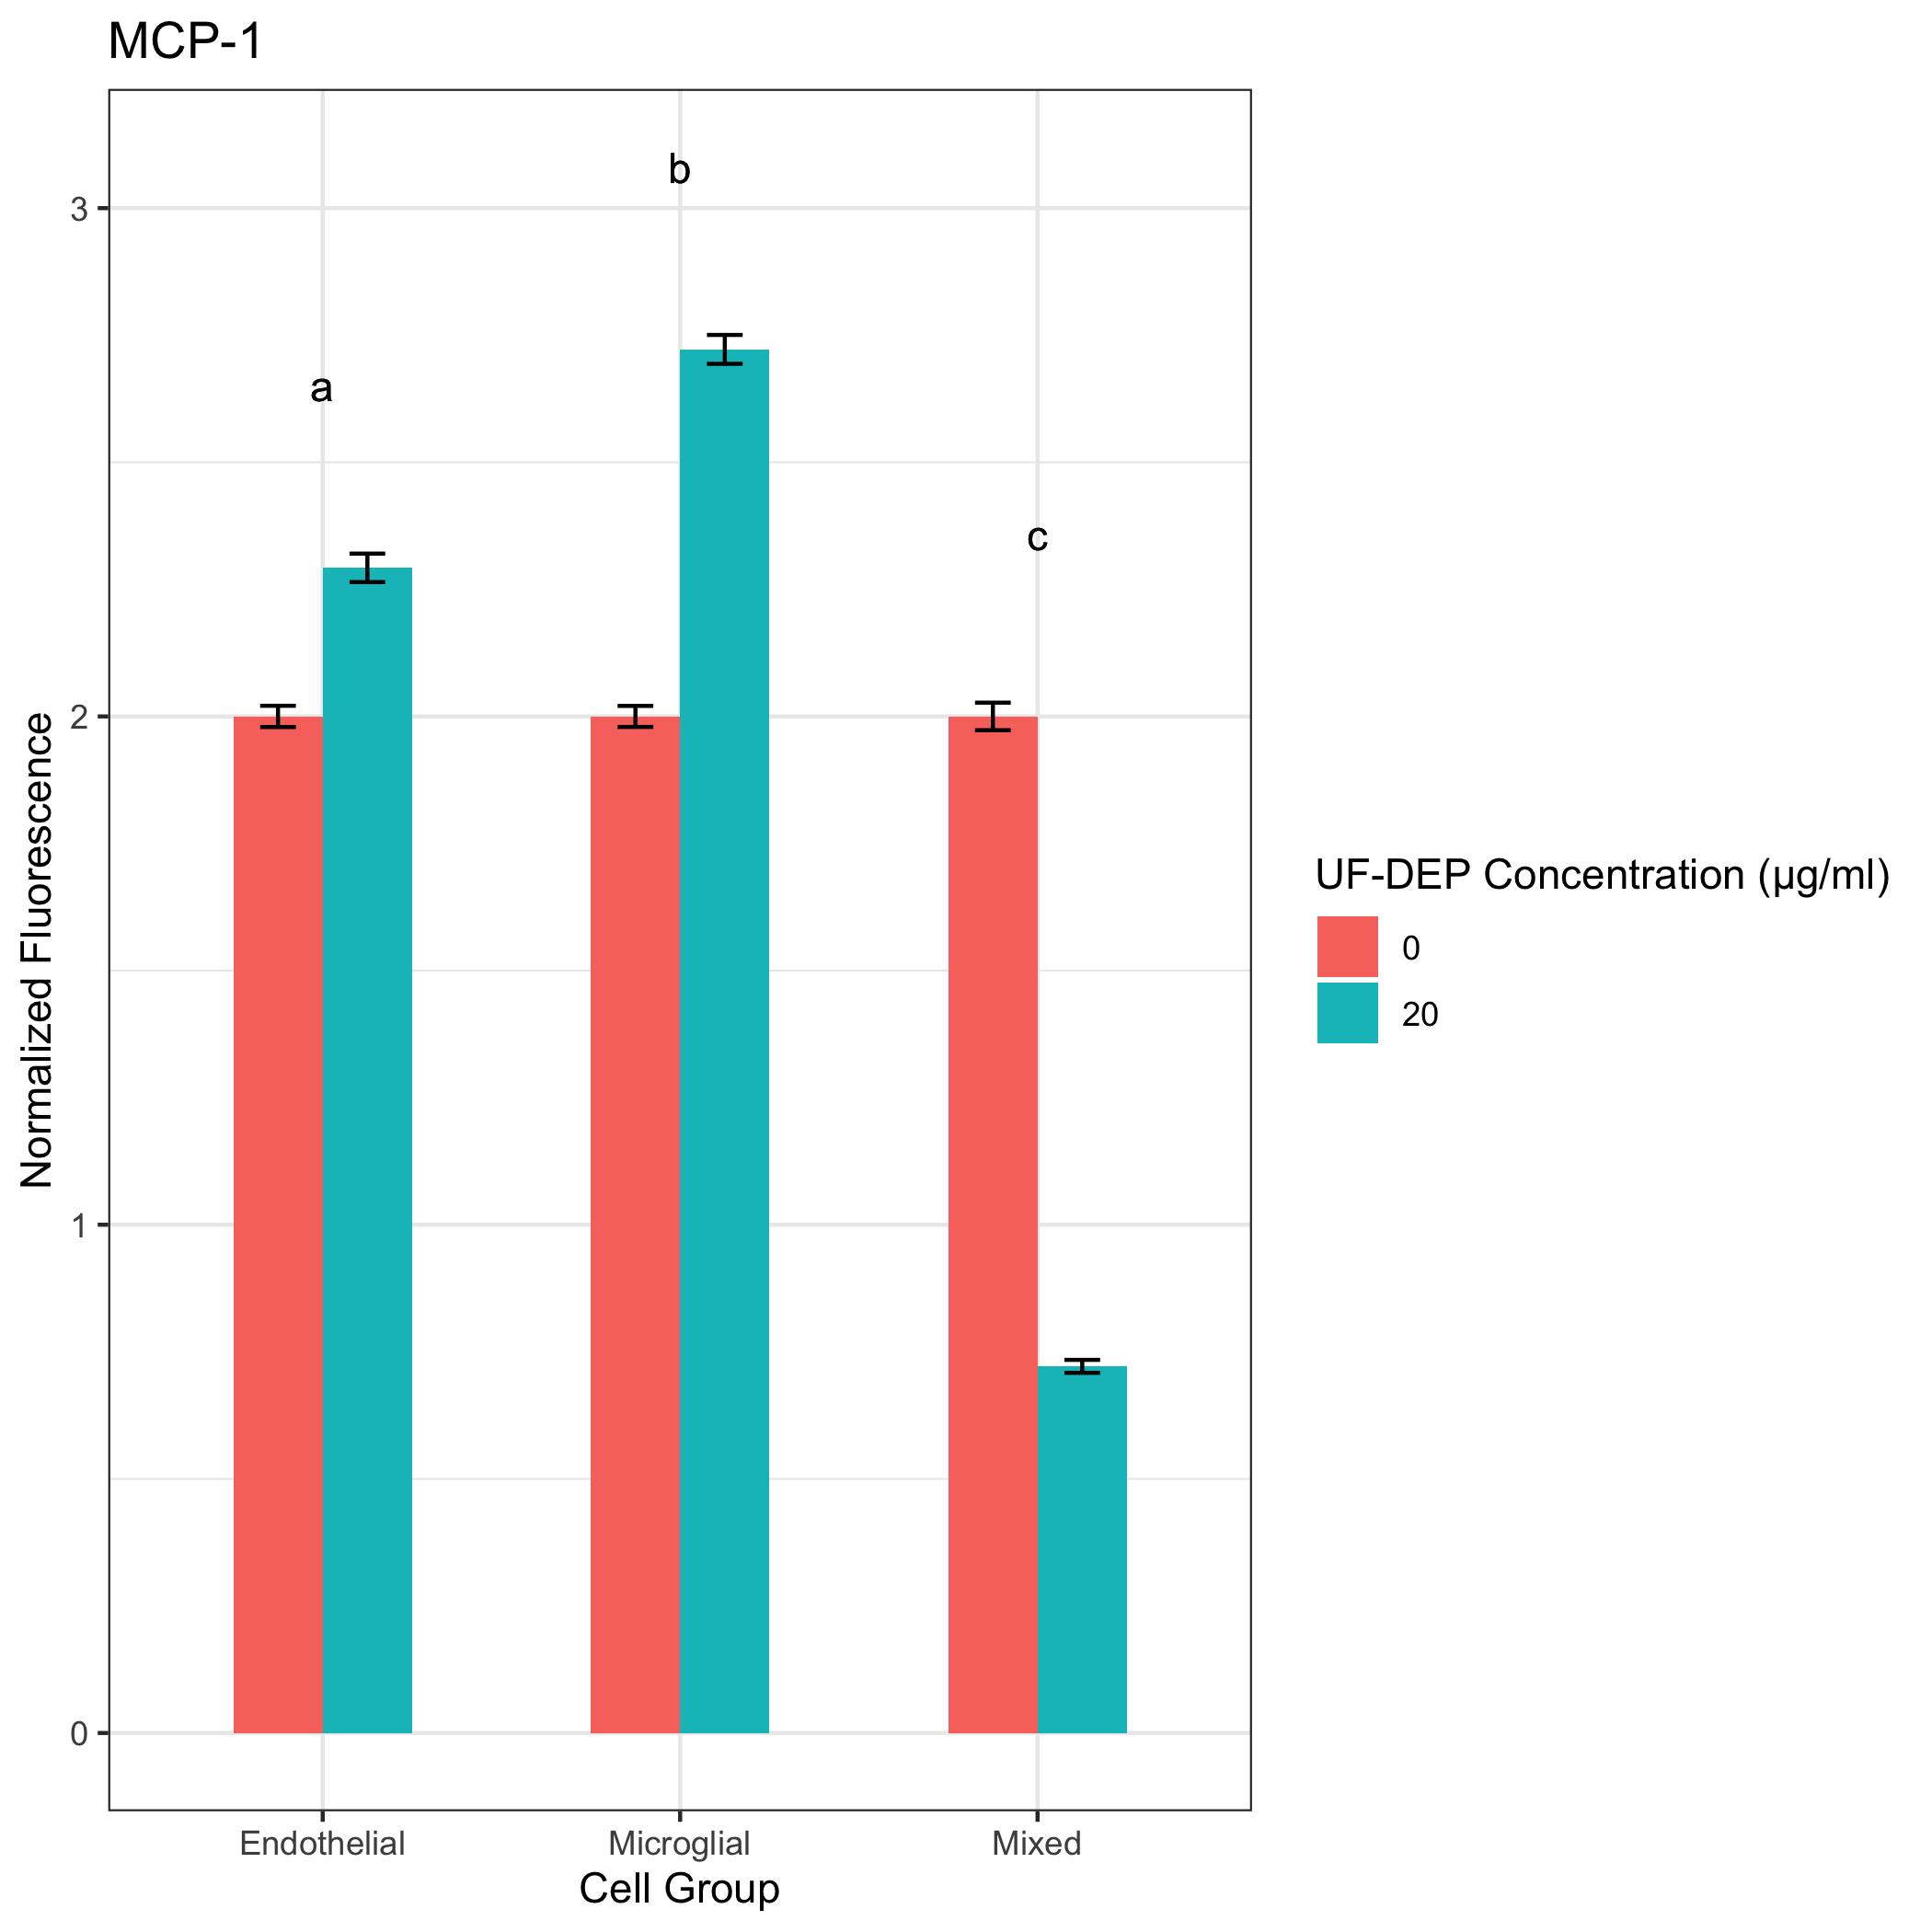 MCP-1
b
3
a
c
2
1
0
Normalized Fluorescence
Endothelial Microglial Mixed
Cell Group
UF-DEP Concentration (µg/ml)
0
20